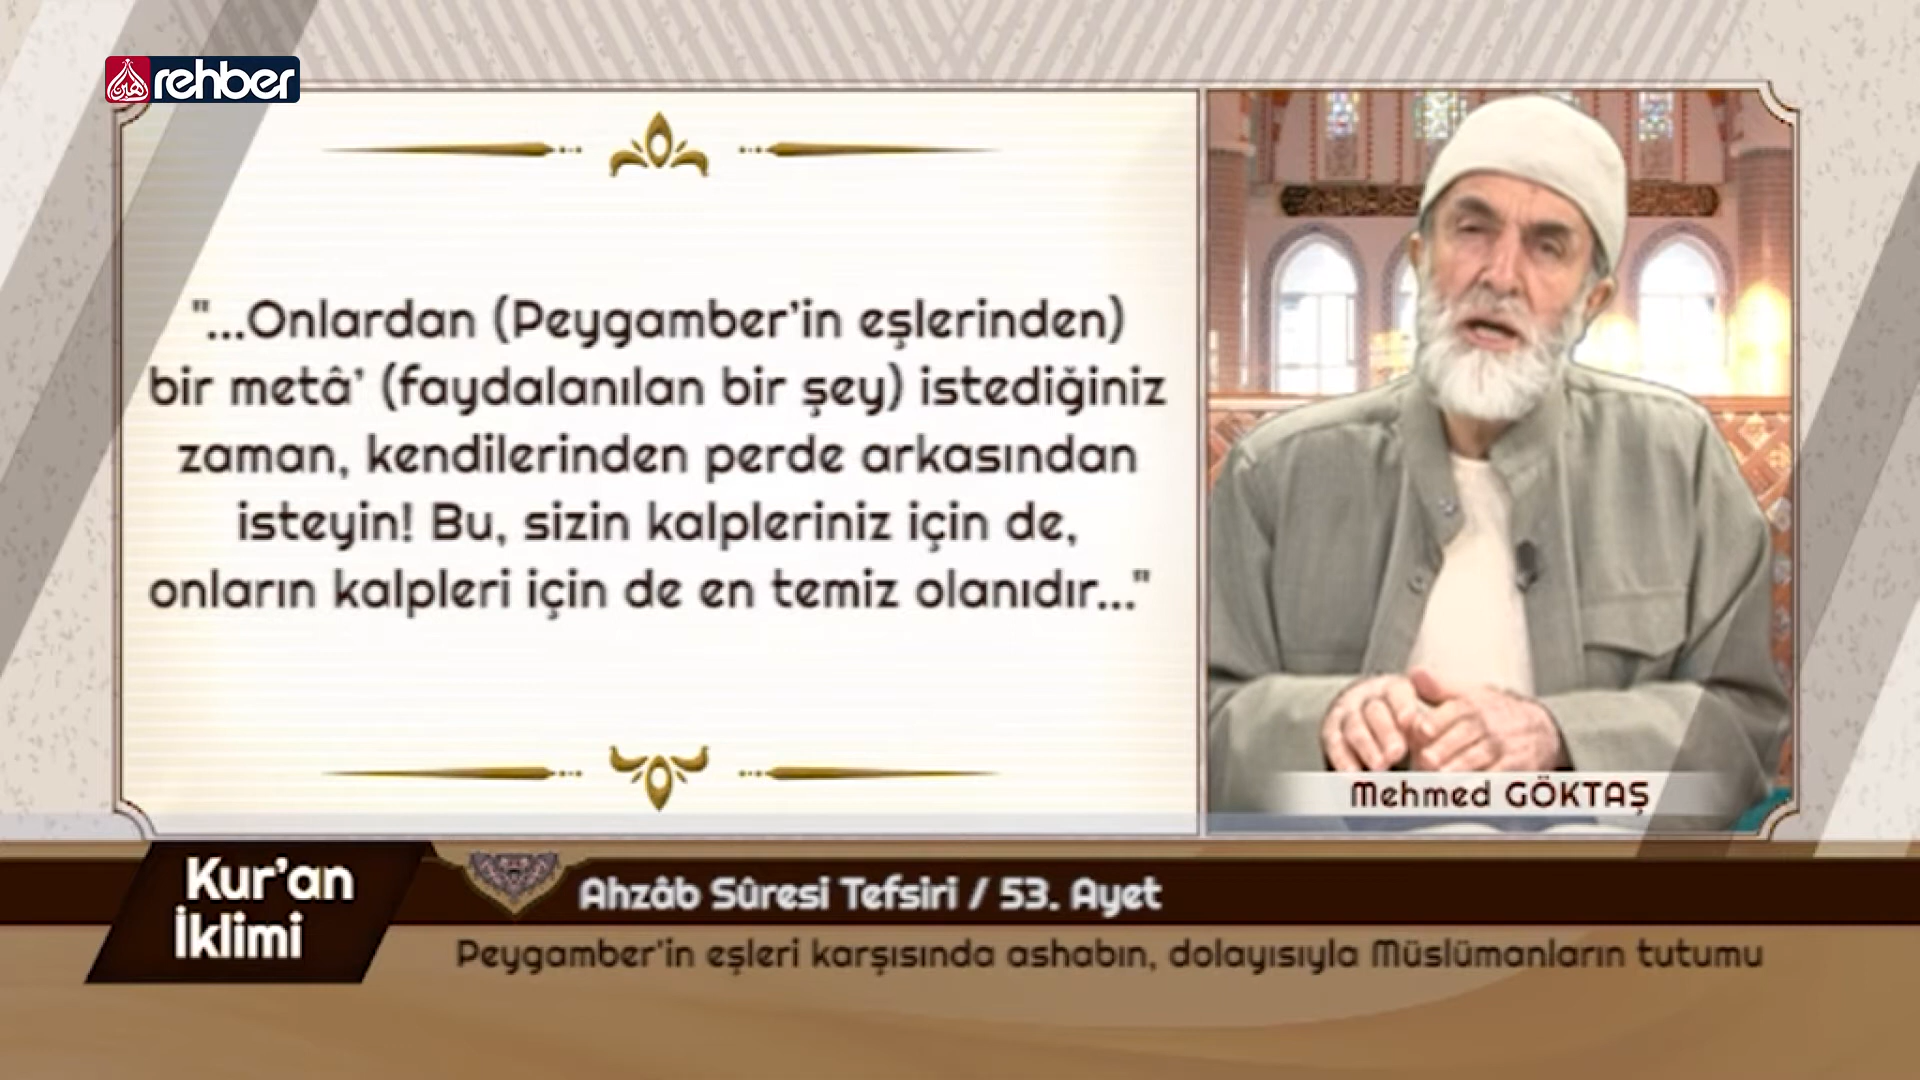 rehber
"...Onlardan (Peygamber'in eşlerinden)
bir metâ' (faydalanılan bir şey) istediğiniz
zaman, kendilerinden perde arkasından
isteyin! Bu, sizin kalpleriniz için de,
onların kalpleri için de en temiz olanıdır..."
Mehmed GÖKTAŞ
Kur'an
İklimi
Ahzâb Sûresi Tefsiri / 53. Ayet
Peygamber'in eşleri karşısında ashabın, dolayısıyla Müslümanların tutumu